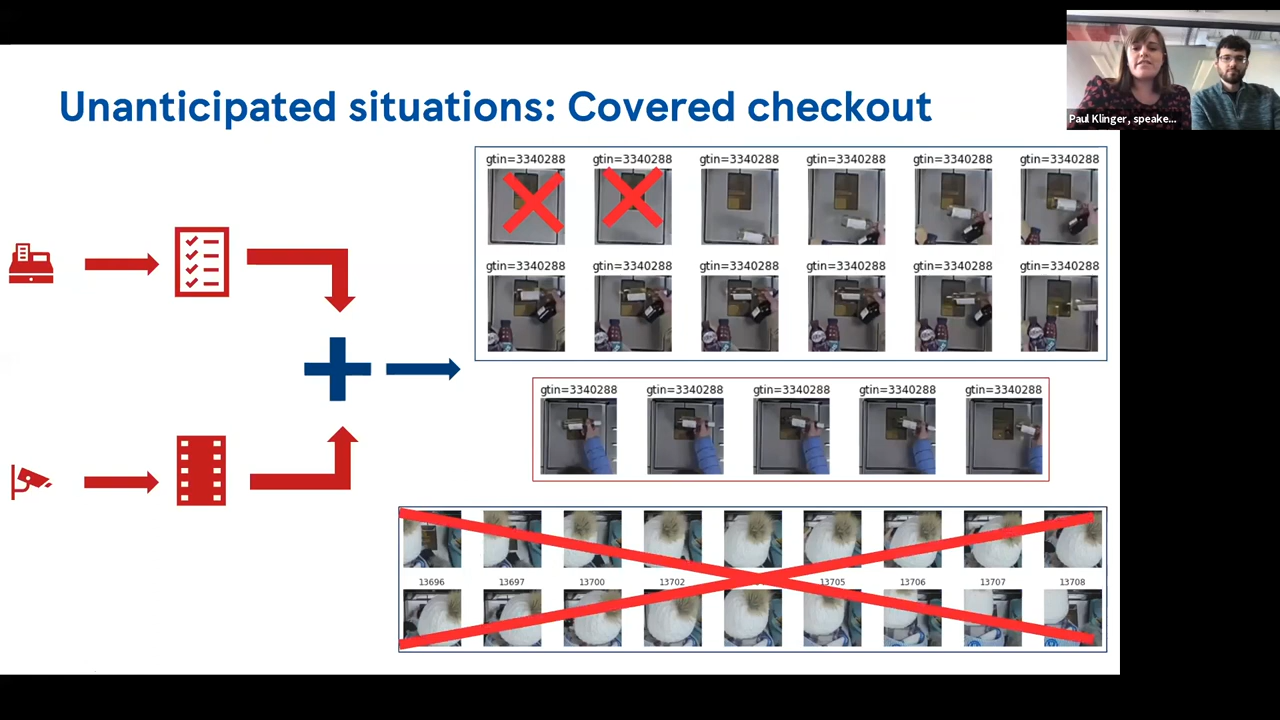 Unanticipated situations: Covered checkout
Paul Klinger, speake...
gtin=3340288 gtin=3340288 gtin=3340288 gtin=3340288 gtin=3340288 gtin=3340288
gtin=3340288 gtin=3340288 gtin=3340288 gtin=3340288 gtin=3340288 gtin=3340288
gtin=3340288 gtin=3340288 gtin=3340288 gtin=3340288 gtin=3340288
13696 13697 13700 13702 13705 13706 13707 13708